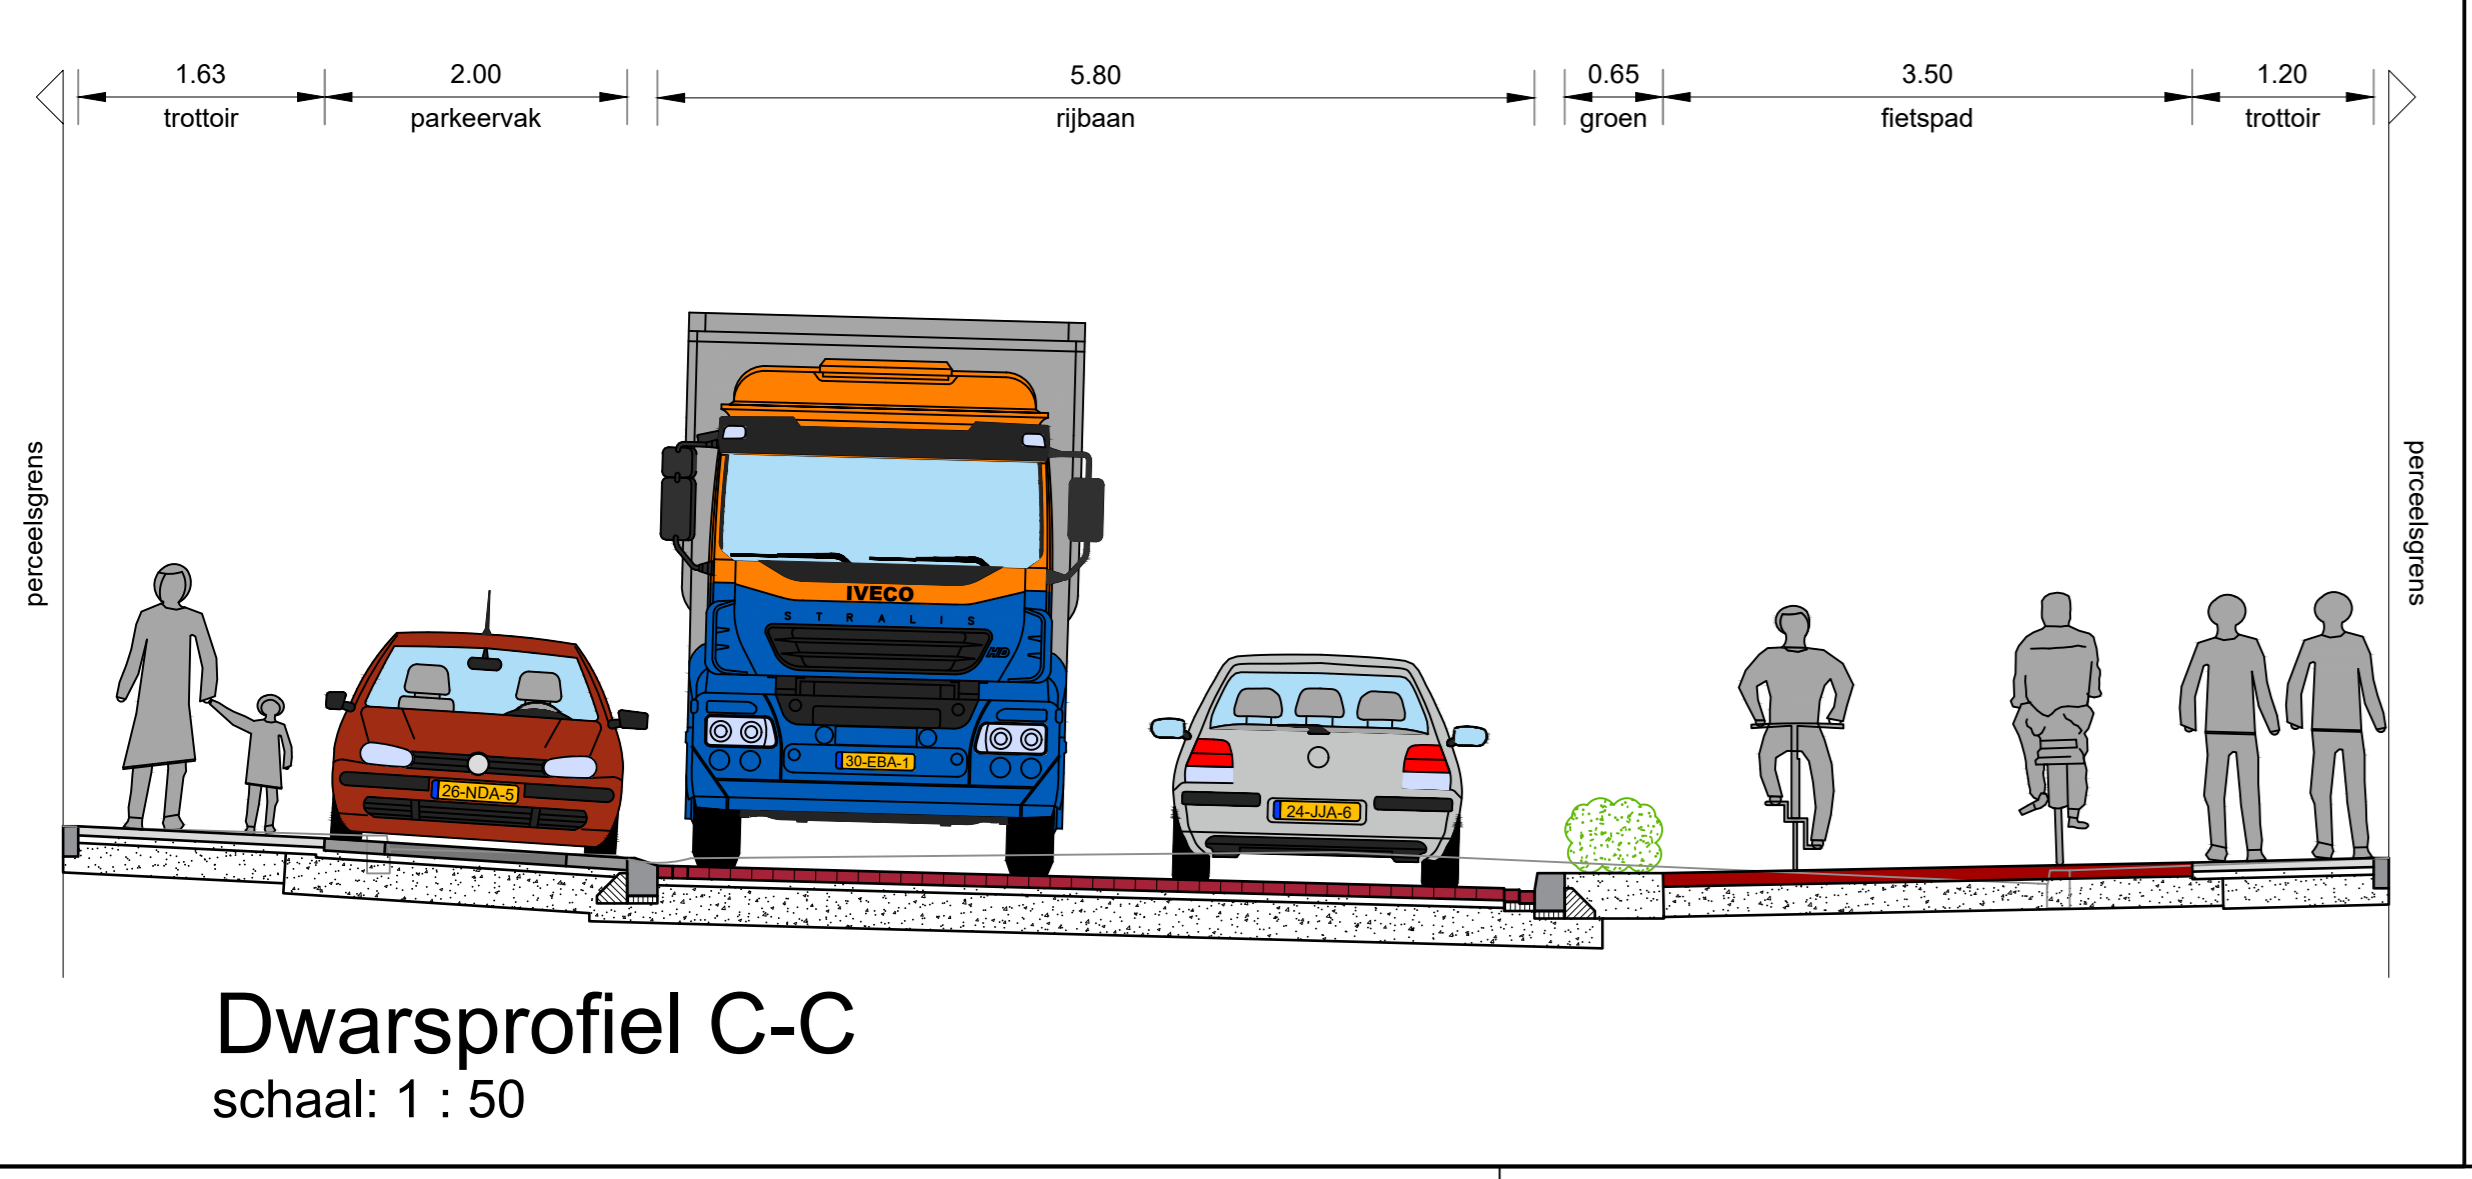 1.63
2.00
5.80
0.65
3.50
1.20
trottoir
parkeervak
rijbaan
groen
fietspad
trottoir
perceelsgrens
perceelsgrens
IVECO
STRALIS
HD
26-NDA-5
30-EBA-1
24-JJA-6
Dwarsprofiel C-C
schaal: 1 : 50